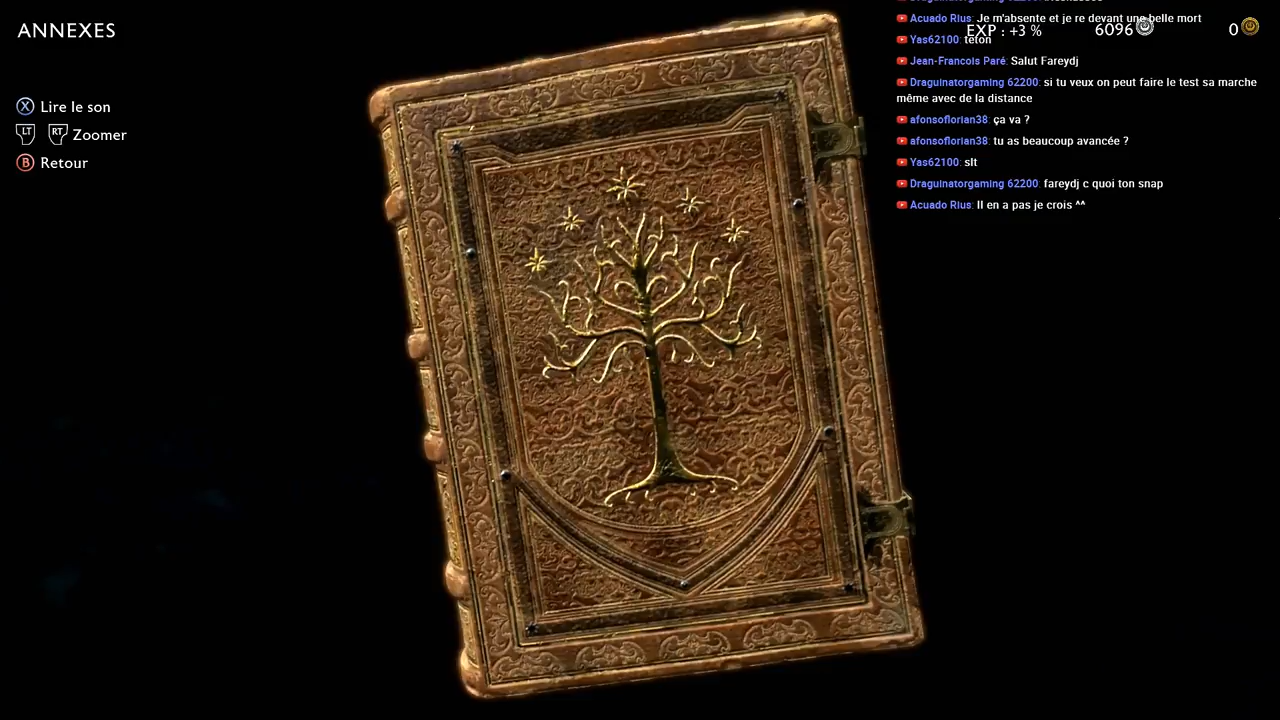 ANNEXES
X Lire le son
LT RT Zoomer
B Retour
EXP : +3 %
6096
0
Acuado Rius: Je m'absente et je re devant une belle mort
Yas62100: teton
Jean-Francois Paré: Salut Fareydj
Draguinatorgaming 62200: si tu veux on peut faire le test sa marche
même avec de la distance
afonsoflorian38: ça va ?
afonsoflorian38: tu as beaucoup avancée ?
Yas62100: slt
Draguinatorgaming 62200: fareydj c quoi ton snap
Acuado Rius: Il en a pas je crois ^^